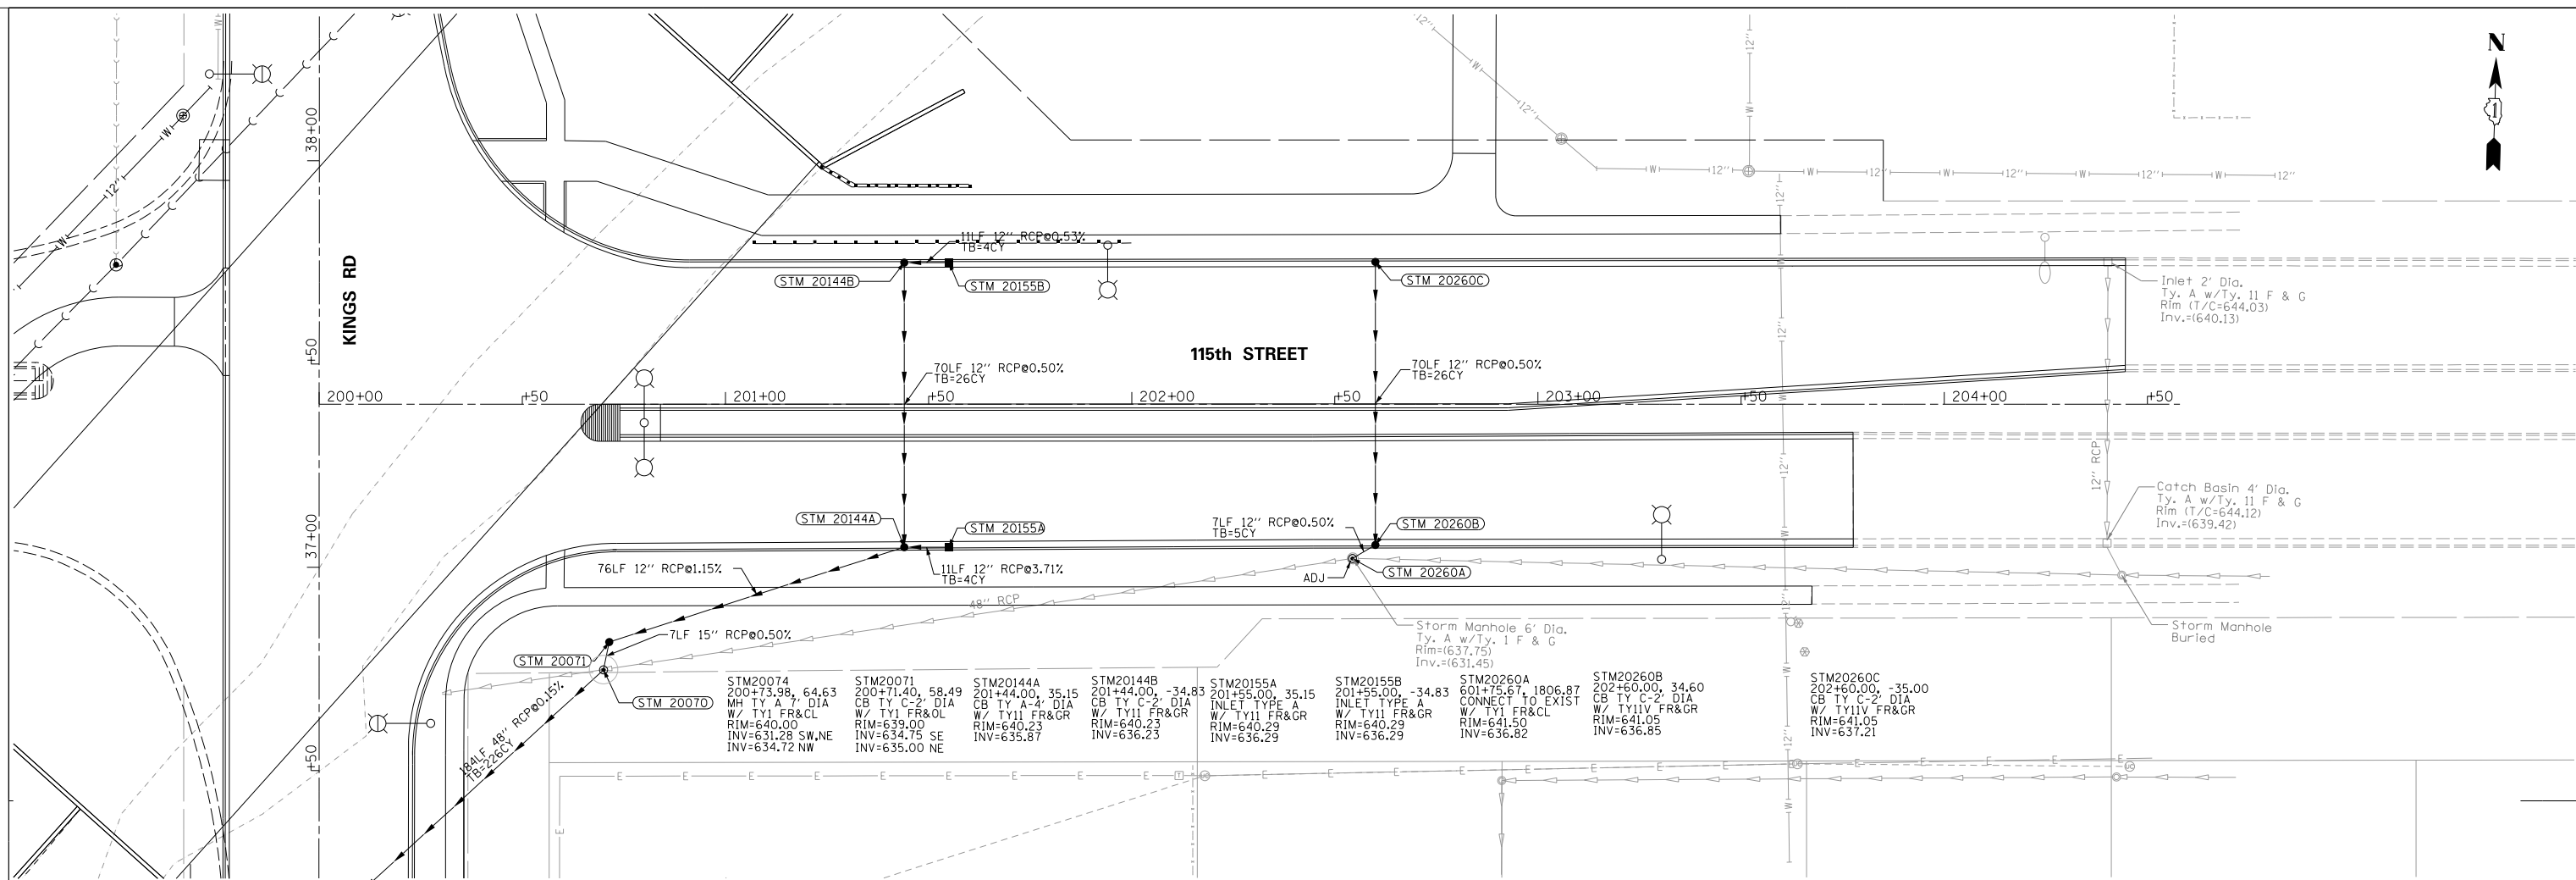 N
1
38+00
+50
37+00
+50
KINGS RD
115th STREET
200+00
+50
201+00
+50
202+00
+50
203+00
+50
204+00
+50
W
12''
11LF 12'' RCP@0.53%
TB=4CY
STM 20144B
STM 20155B
STM 20260C
70LF 12'' RCP@0.50%
TB=26CY
70LF 12'' RCP@0.50%
TB=26CY
Inlet 2' Dia.
Ty. A w/Ty. 11 F & G
Rim (T/C=644.03)
Inv.=(640.13)
12'' RCP
Catch Basin 4' Dia.
Ty. A w/Ty. 11 F & G
Rim (T/C=644.12)
Inv.=(639.42)
STM 20144A
STM 20155A
7LF 12'' RCP@0.50%
TB=5CY
STM 20260B
76LF 12'' RCP@1.15%
11LF 12'' RCP@3.71%
TB=4CY
ADJ
STM 20260A
48'' RCP
7LF 15'' RCP@0.50%
Storm Manhole 6' Dia.
Ty. A w/Ty. 1 F & G
Rim=(637.75)
Inv.=(631.45)
Storm Manhole
Buried
STM 20071
STM 20070
184LF 48'' RCP@0.15%
TB=226CY
STM20074
200+73.98, 64.63
MH TY A 7' DIA
W/ TY1 FR&CL
RIM=640.00
INV=631.28 SW,NE
INV=634.72 NW
STM20071
200+71.40, 58.49
CB TY C-2' DIA
W/ TY1 FR&OL
RIM=639.00
INV=634.75 SE
INV=635.00 NE
STM20144A
201+44.00, 35.15
CB TY A-4' DIA
W/ TY11 FR&GR
RIM=640.23
INV=635.87
STM20144B
201+44.00, -34.83
CB TY C-2' DIA
W/ TY11 FR&GR
RIM=640.23
INV=636.23
STM20155A
201+55.00, 35.15
INLET TYPE A
W/ TY11 FR&GR
RIM=640.29
INV=636.29
STM20155B
201+55.00, -34.83
INLET TYPE A
W/ TY11 FR&GR
RIM=640.29
INV=636.29
STM20260A
601+75.67, 1806.87
CONNECT TO EXIST
W/ TY1 FR&CL
RIM=641.50
INV=636.82
STM20260B
202+60.00, 34.60
CB TY C-2' DIA
W/ TY11V FR&GR
RIM=641.05
INV=636.85
STM20260C
202+60.00, -35.00
CB TY C-2' DIA
W/ TY11V FR&GR
RIM=641.05
INV=637.21
E